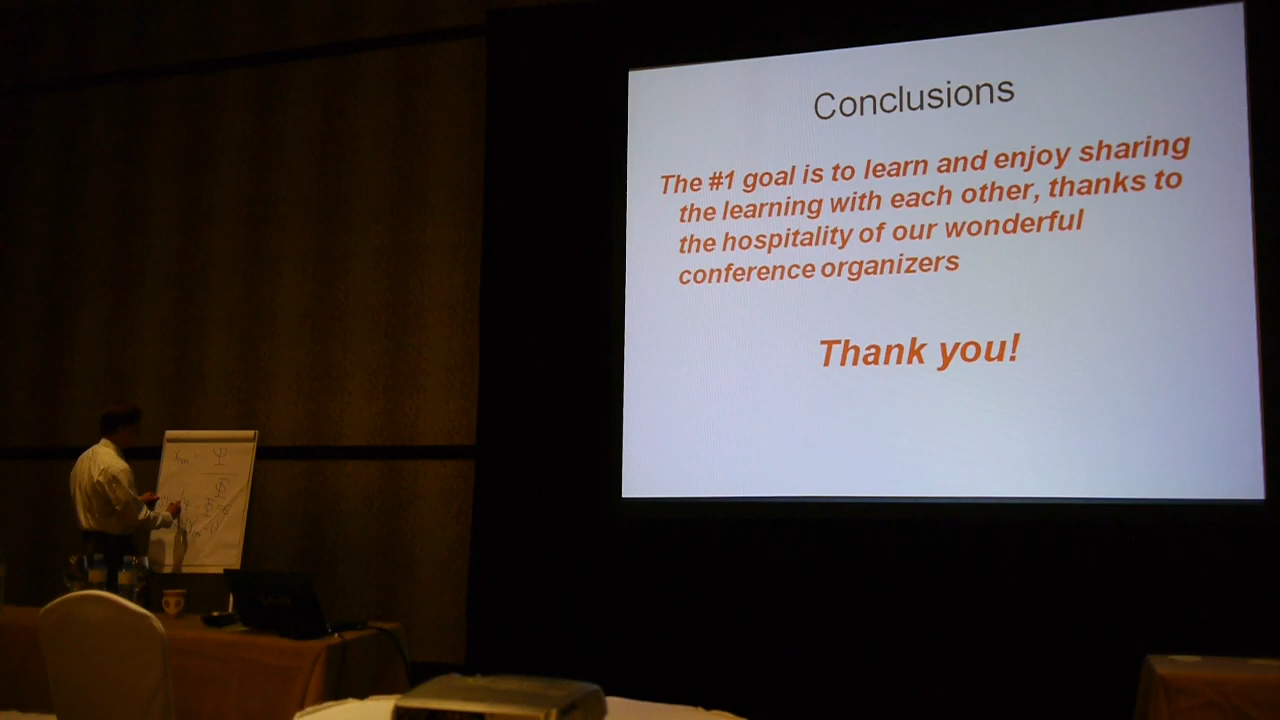 Conclusions
The #1 goal is to learn and enjoy sharing
the learning with each other, thanks to
the hospitality of our wonderful
conference organizers
Thank you!